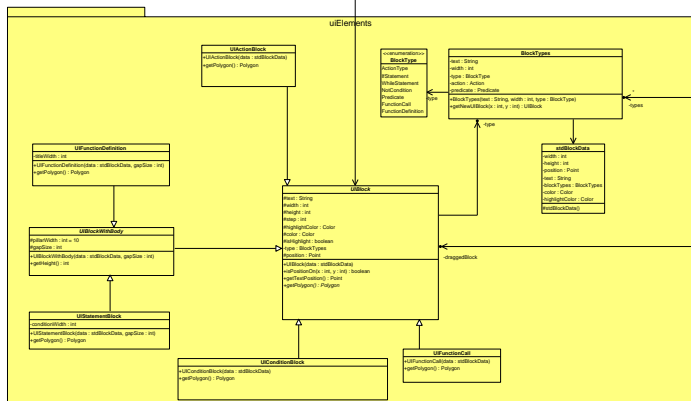 uiElements
UIActionBlock
+UIActionBlock(data : stdBlockData)
+getPolygon() : Polygon
<<enumeration>>
BlockType
ActionType
IfStatement
WhileStatement
NotCondition
Predicate
FunctionCall
FunctionDefinition
-type
BlockTypes
-text : String
-width : int
-type : BlockType
-action : Action
-predicate : Predicate
+BlockTypes(text : String, width : int, type : BlockType)
+getNewUIBlock(x : int, y : int) : UIBlock
*
-types
-type
stdBlockData
-width : int
-height : int
-position : Point
-text : String
-blockTypes : BlockTypes
-color : Color
-highlightColor : Color
#stdBlockData()
UIFunctionDefinition
-titleWidth : int
+UIFunctionDefinition(data : stdBlockData, gapSize : int)
+getPolygon() : Polygon
UIBlock
#text : String
#width : int
#height : int
#step : int
#highlightColor : Color
#color : Color
#isHighlight : boolean
-type : BlockTypes
#position : Point
+UIBlock(data : stdBlockData)
+isPositionOn(x : int, y : int) : boolean
+getTextPosition() : Point
+getPolygon() : Polygon
-draggedBlock
UIBlockWithBody
#pillarWidth : int = 10
#gapSize : int
+UIBlockWithBody(data : stdBlockData, gapSize : int)
+getHeight() : int
UIStatementBlock
-conditionWidth : int
+UIStatementBlock(data : stdBlockData, gapSize : int)
+getPolygon() : Polygon
UIConditionBlock
+UIConditionBlock(data : stdBlockData)
+getPolygon() : Polygon
UIFunctionCall
+UIFunctionCall(data : stdBlockData)
+getPolygon() : Polygon